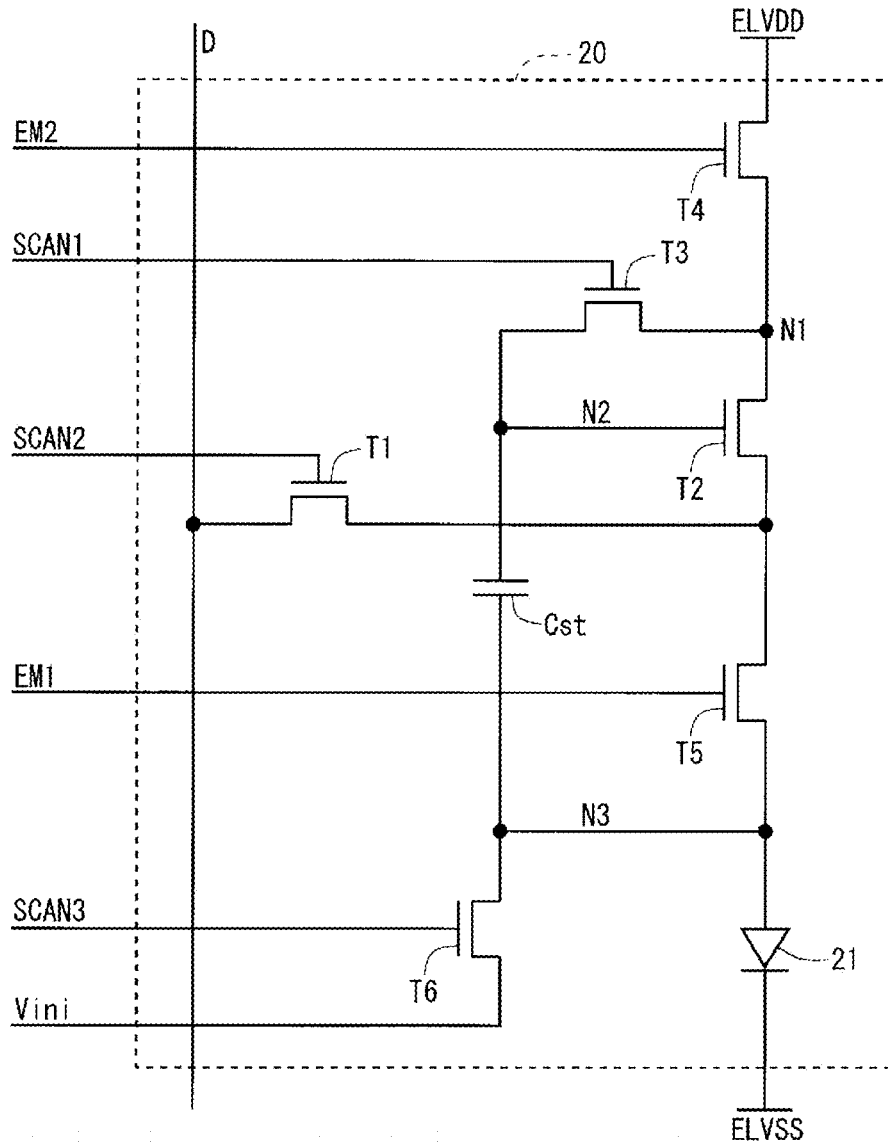 ELVDD
D
20
EM2
T4
SCAN1
T3
N1
N2
SCAN2
T1
T2
Cst
EM1
T5
N3
SCAN3
21
T6
Vini
ELVSS